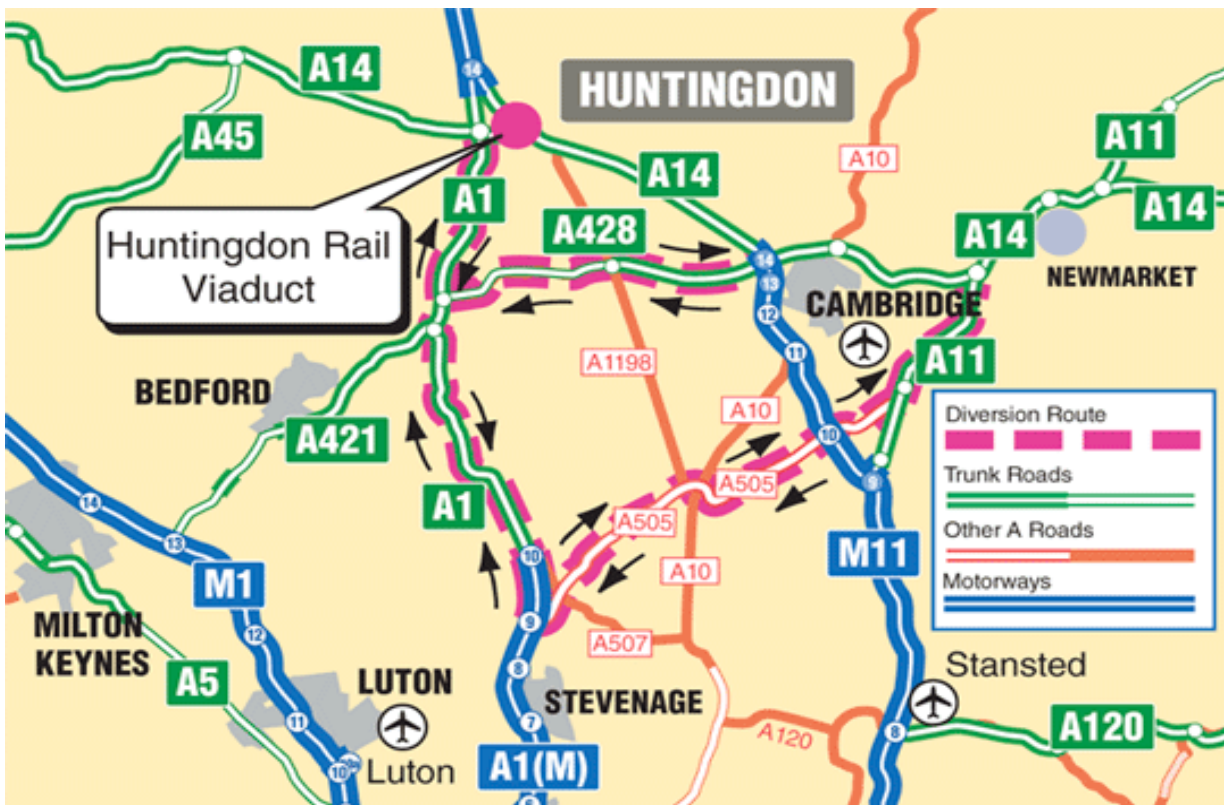 14
A14
HUNTINGDON
A45
A10
A11
A1
A14
A14
A14
Huntingdon Rail
Viaduct
A428
NEWMARKET
14
13
CAMBRIDGE
12
11
A1198
A11
BEDFORD
A10
A421
Diversion Route
10
A505
Trunk Roads
9
A1
A505
Other A Roads
14
13
10
A10
M11
Motorways
M1
9
A507
MILTON
KEYNES
12
8
Stansted
A5
LUTON
STEVENAGE
11
7
A120
8
A120
10
Luton
A1(M)
6